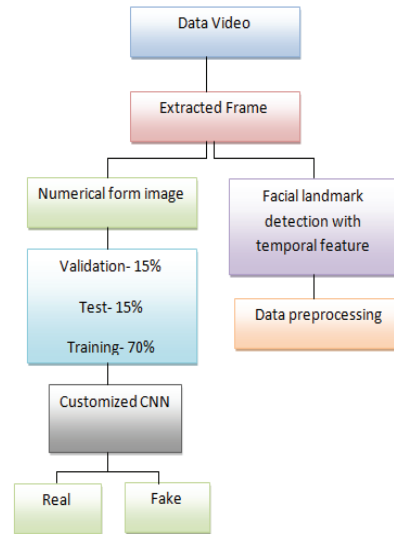 Data Video
Extracted Frame
Numerical form image
Facial landmark
detection with
temporal feature
Validation- 15%
Test- 15%
Training- 70%
Data preprocessing
Customized CNN
Real
Fake